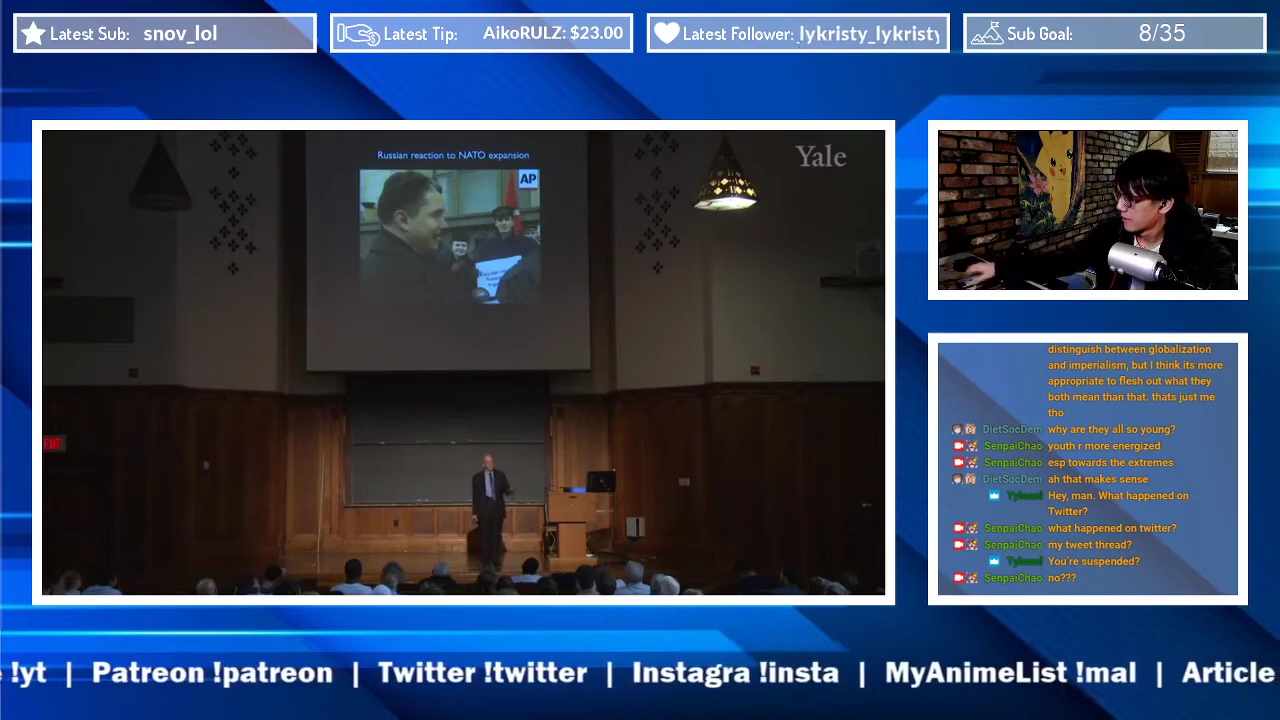 Latest Sub: snov_lol
Latest Tip: AikoRULZ: $23.00
Latest Follower: lykristy_lykristy
Sub Goal: 8/35
Russian reaction to NATO expansion
AP
Yale
EXIT
distinguish between globalization
and imperialism, but I think its more
appropriate to flesh out what they
both mean than that. thats just me
tho
DietSocDem why are they all so young?
SenpaiChao youth r more energized
SenpaiChao esp towards the extremes
DietSocDem ah that makes sense
Hey, man. What happened on
Twitter?
SenpaiChao what happened on twitter?
SenpaiChao my tweet thread?
You're suspended?
SenpaiChao no???
!yt | Patreon !patreon | Twitter !twitter | Instagra !insta | MyAnimeList !mal | Article